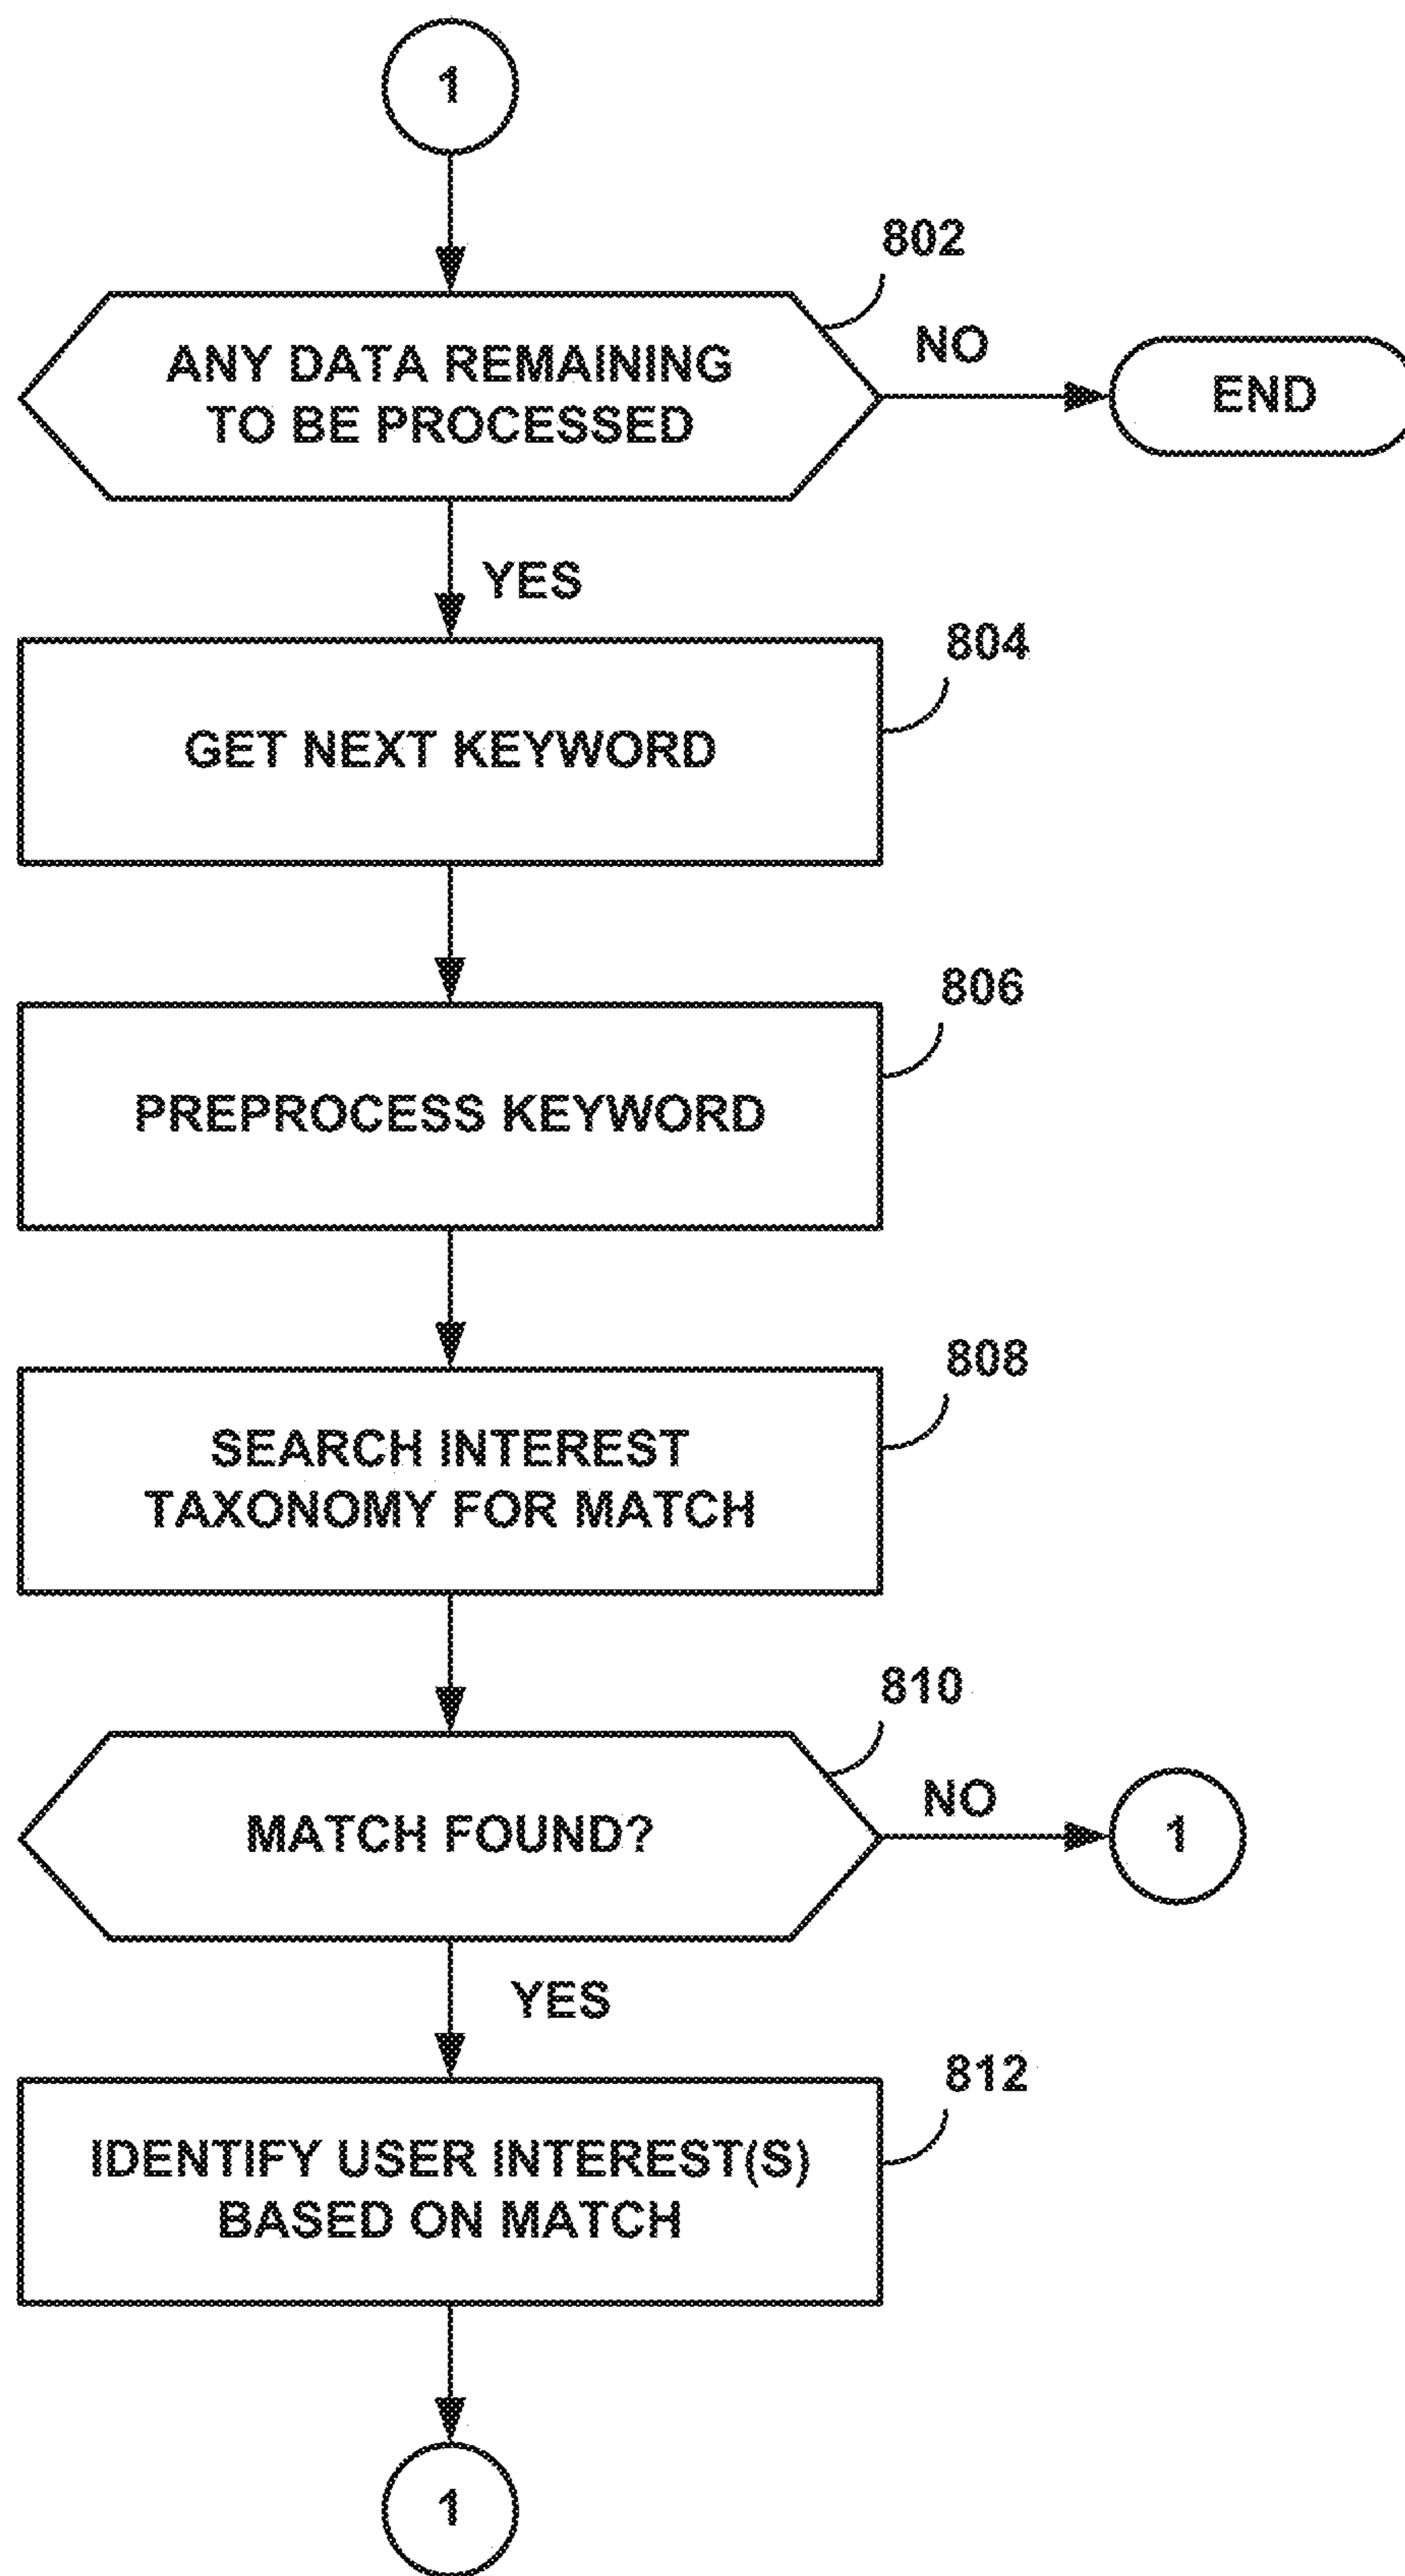 1
802
ANY DATA REMAINING
TO BE PROCESSED
NO
END
YES
804
GET NEXT KEYWORD
806
PREPROCESS KEYWORD
808
SEARCH INTEREST
TAXONOMY FOR MATCH
810
MATCH FOUND?
NO
1
YES
812
IDENTIFY USER INTEREST(S)
BASED ON MATCH
1